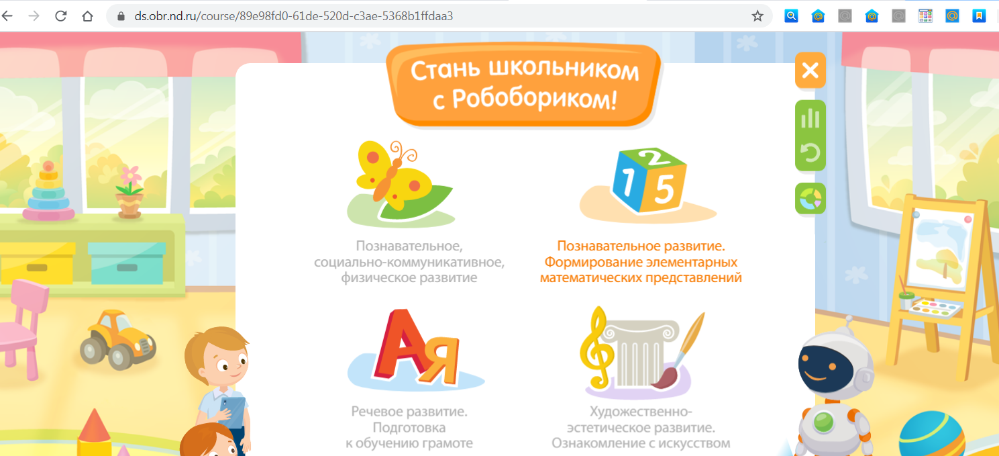 ds.obr.nd.ru/course/89e98fd0-61de-520d-c3ae-5368b1ffdaa3
Стань школьником
с Робобориком!
2
1
5
Познавательное,
социально-коммуникативное,
физическое развитие
Познавательное развитие.
Формирование элементарных
математических представлений
Ая
Речевое развитие.
Подготовка
к обучению грамоте
Художественно-
эстетическое развитие.
Ознакомление с искусством